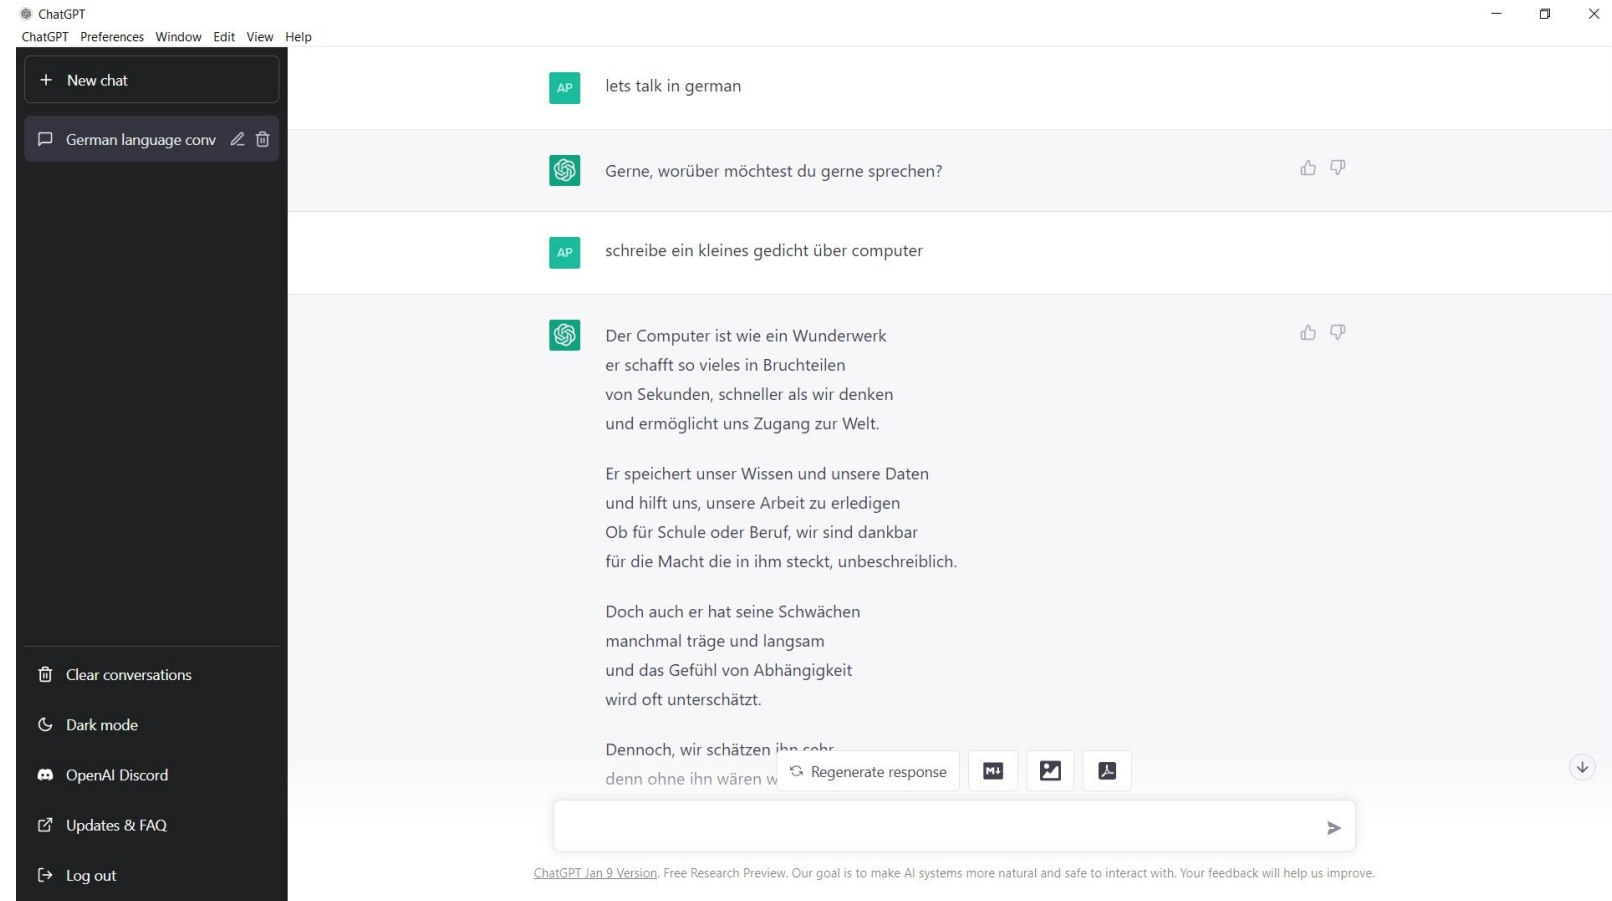 ChatGPT
ChatGPT Preferences Window Edit View Help
New chat
German language conv
Clear conversations
Dark mode
OpenAI Discord
Updates & FAQ
Log out
AP
lets talk in german
Gerne, worüber möchtest du gerne sprechen?
AP
schreibe ein kleines gedicht über computer
Der Computer ist wie ein Wunderwerk
er schafft so vieles in Bruchteilen
von Sekunden, schneller als wir denken
und ermöglicht uns Zugang zur Welt.
Er speichert unser Wissen und unsere Daten
und hilft uns, unsere Arbeit zu erledigen
Ob für Schule oder Beruf, wir sind dankbar
für die Macht die in ihm steckt, unbeschreiblich.
Doch auch er hat seine Schwächen
manchmal träge und langsam
und das Gefühl von Abhängigkeit
wird oft unterschätzt.
Dennoch, wir schätzen ihn sehr
denn ohne ihn wären w
Regenerate response
M↓
ChatGPT Jan 9 Version. Free Research Preview. Our goal is to make AI systems more natural and safe to interact with. Your feedback will help us improve.